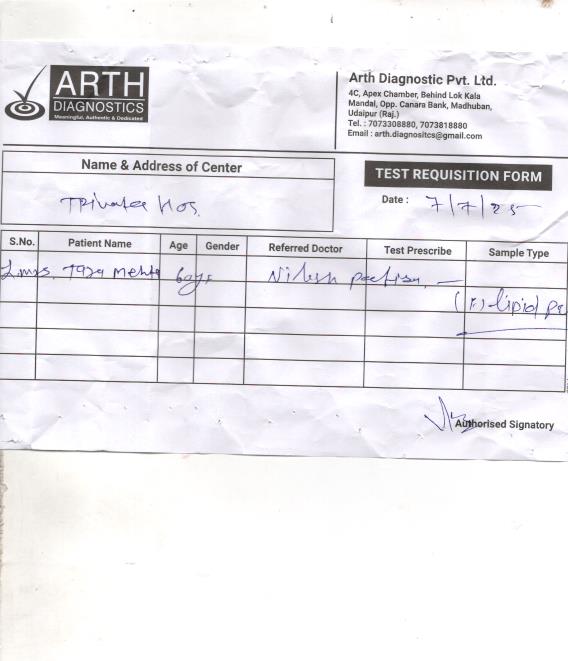 ARTH
DIAGNOSTICS
Meaningful, Authentic & Dedicated
Arth Diagnostic Pvt. Ltd.
4C, Apex Chamber, Behind Lok Kala
Mandal, Opp. Canara Bank, Madhuban,
Udaipur (Raj.)
Tel. : 7073308880, 7073818880
Email : arth.diagnositcs@gmail.com
Name & Address of Center
Hos.
TEST REQUISITION FORM
Date : 7/7/25
S.No. Patient Name Age Gender Referred Doctor Test Prescribe Sample Type
1. mrs. Mehta Nilesh
(F) - lipid
Authorised Signatory